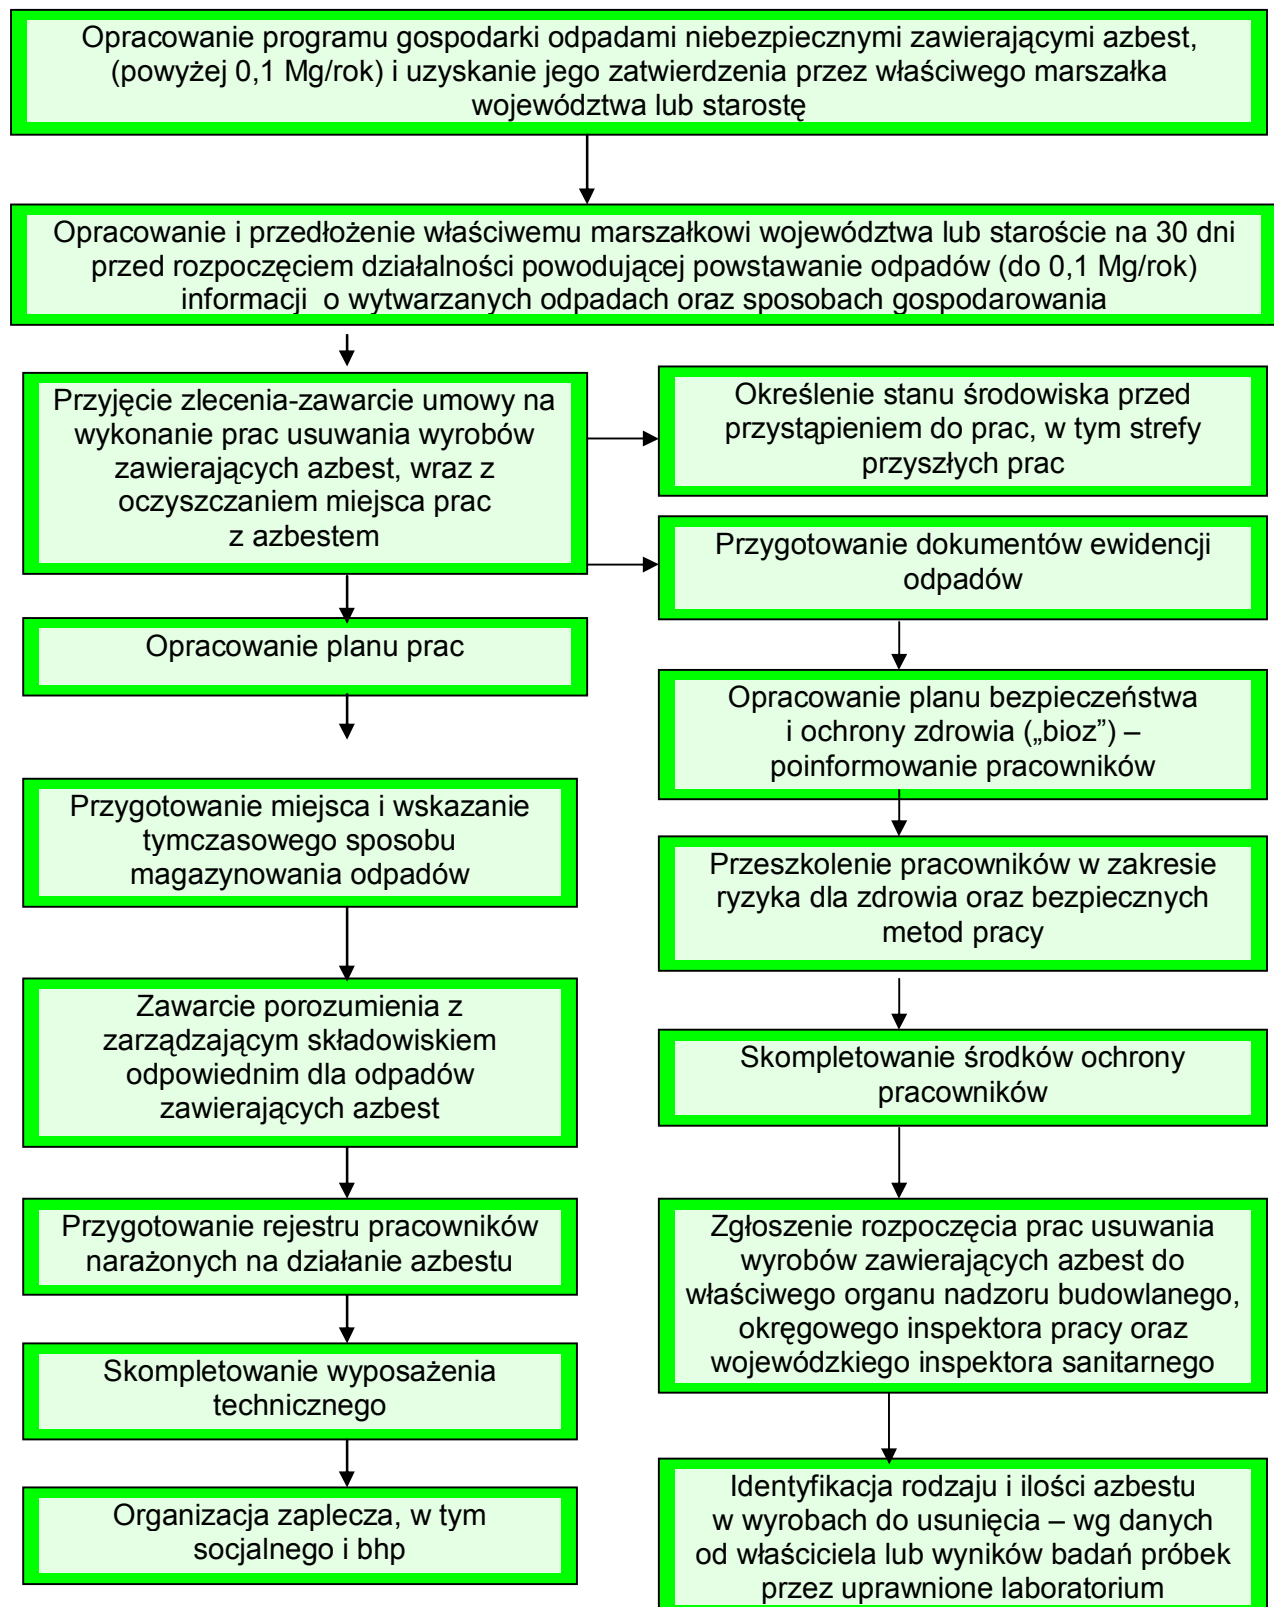 Opracowanie programu gospodarki odpadami niebezpiecznymi zawierającymi azbest,
(powyżej 0,1 Mg/rok) i uzyskanie jego zatwierdzenia przez właściwego marszałka
województwa lub starostę
Opracowanie i przedłożenie właściwemu marszałkowi województwa lub staroście na 30 dni
przed rozpoczęciem działalności powodującej powstawanie odpadów (do 0,1 Mg/rok)
informacji o wytwarzanych odpadach oraz sposobach gospodarowania
Przyjęcie zlecenia-zawarcie umowy na
wykonanie prac usuwania wyrobów
zawierających azbest, wraz z
oczyszczaniem miejsca prac
z azbestem
Określenie stanu środowiska przed
przystąpieniem do prac, w tym strefy
przyszłych prac
Przygotowanie dokumentów ewidencji
odpadów
Opracowanie planu prac
Opracowanie planu bezpieczeństwa
i ochrony zdrowia („bioz”) –
poinformowanie pracowników
Przygotowanie miejsca i wskazanie
tymczasowego sposobu
magazynowania odpadów
Przeszkolenie pracowników w zakresie
ryzyka dla zdrowia oraz bezpiecznych
metod pracy
Zawarcie porozumienia z
zarządzającym składowiskiem
odpowiednim dla odpadów
zawierających azbest
Skompletowanie środków ochrony
pracowników
Przygotowanie rejestru pracowników
narażonych na działanie azbestu
Zgłoszenie rozpoczęcia prac usuwania
wyrobów zawierających azbest do
właściwego organu nadzoru budowlanego,
okręgowego inspektora pracy oraz
wojewódzkiego inspektora sanitarnego
Skompletowanie wyposażenia
technicznego
Organizacja zaplecza, w tym
socjalnego i bhp
Identyfikacja rodzaju i ilości azbestu
w wyrobach do usunięcia – wg danych
od właściciela lub wyników badań próbek
przez uprawnione laboratorium